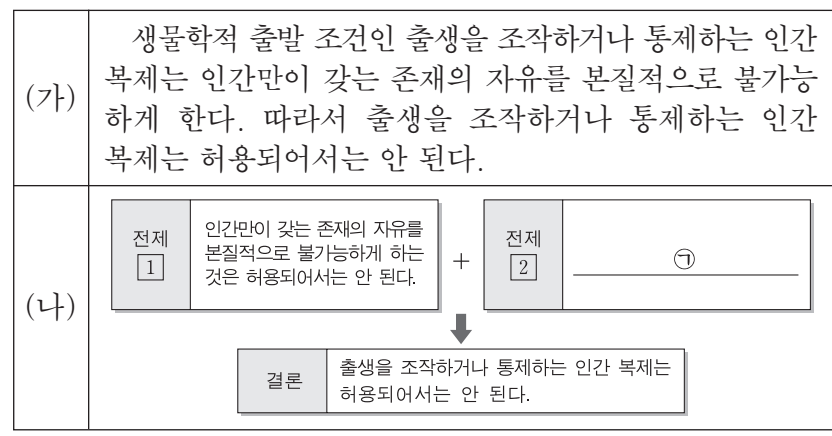 (가)
생물학적 출발 조건인 출생을 조작하거나 통제하는 인간
복제는 인간만이 갖는 존재의 자유를 본질적으로 불가능
하게 한다. 따라서 출생을 조작하거나 통제하는 인간
복제는 허용되어서는 안 된다.
(나)
전제
1
인간만이 갖는 존재의 자유를
본질적으로 불가능하게 하는
것은 허용되어서는 안 된다.
+
전제
2
㉠
결론
출생을 조작하거나 통제하는 인간 복제는
허용되어서는 안 된다.